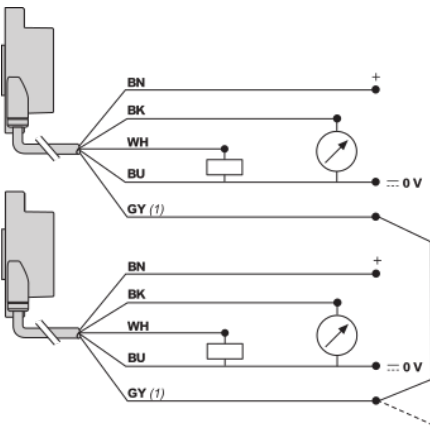 BN
+
BK
WH
BU
⎓ 0 V
GY (1)
BN
+
BK
WH
BU
⎓ 0 V
GY (1)